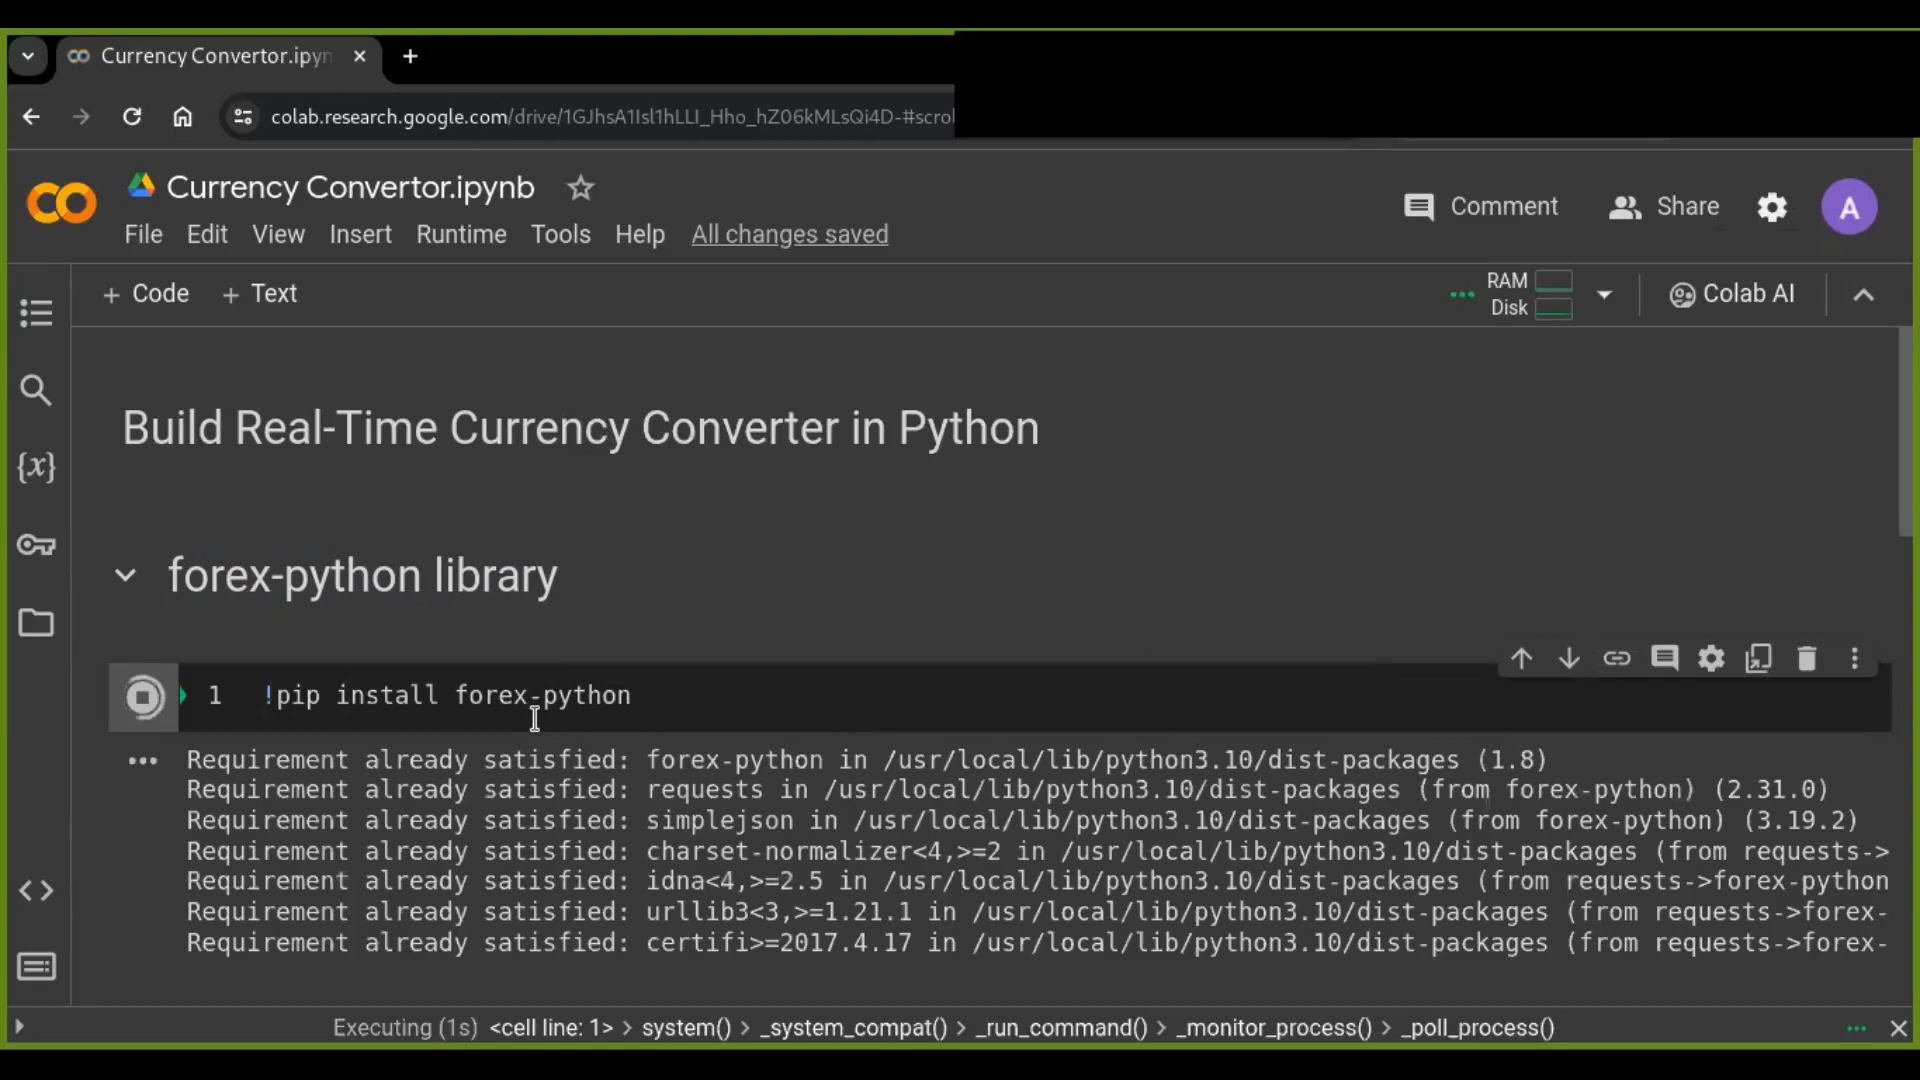 Currency Convertor.ipyn
colab.research.google.com/drive/1GJhsA1Isl1hLLI_Hho_hZ06kMLsQi4D-#scrol
Currency Convertor.ipynb
Comment Share A
File Edit View Insert Runtime Tools Help All changes saved
+ Code + Text
RAM
Disk
Colab AI
{x}
Build Real-Time Currency Converter in Python
forex-python library
1 !pip install forex-python
Requirement already satisfied: forex-python in /usr/local/lib/python3.10/dist-packages (1.8)
Requirement already satisfied: requests in /usr/local/lib/python3.10/dist-packages (from forex-python) (2.31.0)
Requirement already satisfied: simplejson in /usr/local/lib/python3.10/dist-packages (from forex-python) (3.19.2)
Requirement already satisfied: charset-normalizer<4,>=2 in /usr/local/lib/python3.10/dist-packages (from requests->
Requirement already satisfied: idna<4,>=2.5 in /usr/local/lib/python3.10/dist-packages (from requests->forex-python
Requirement already satisfied: urllib3<3,>=1.21.1 in /usr/local/lib/python3.10/dist-packages (from requests->forex-
Requirement already satisfied: certifi>=2017.4.17 in /usr/local/lib/python3.10/dist-packages (from requests->forex-
Executing (1s) <cell line: 1> > system() > _system_compat() > _run_command() > _monitor_process() > _poll_process()